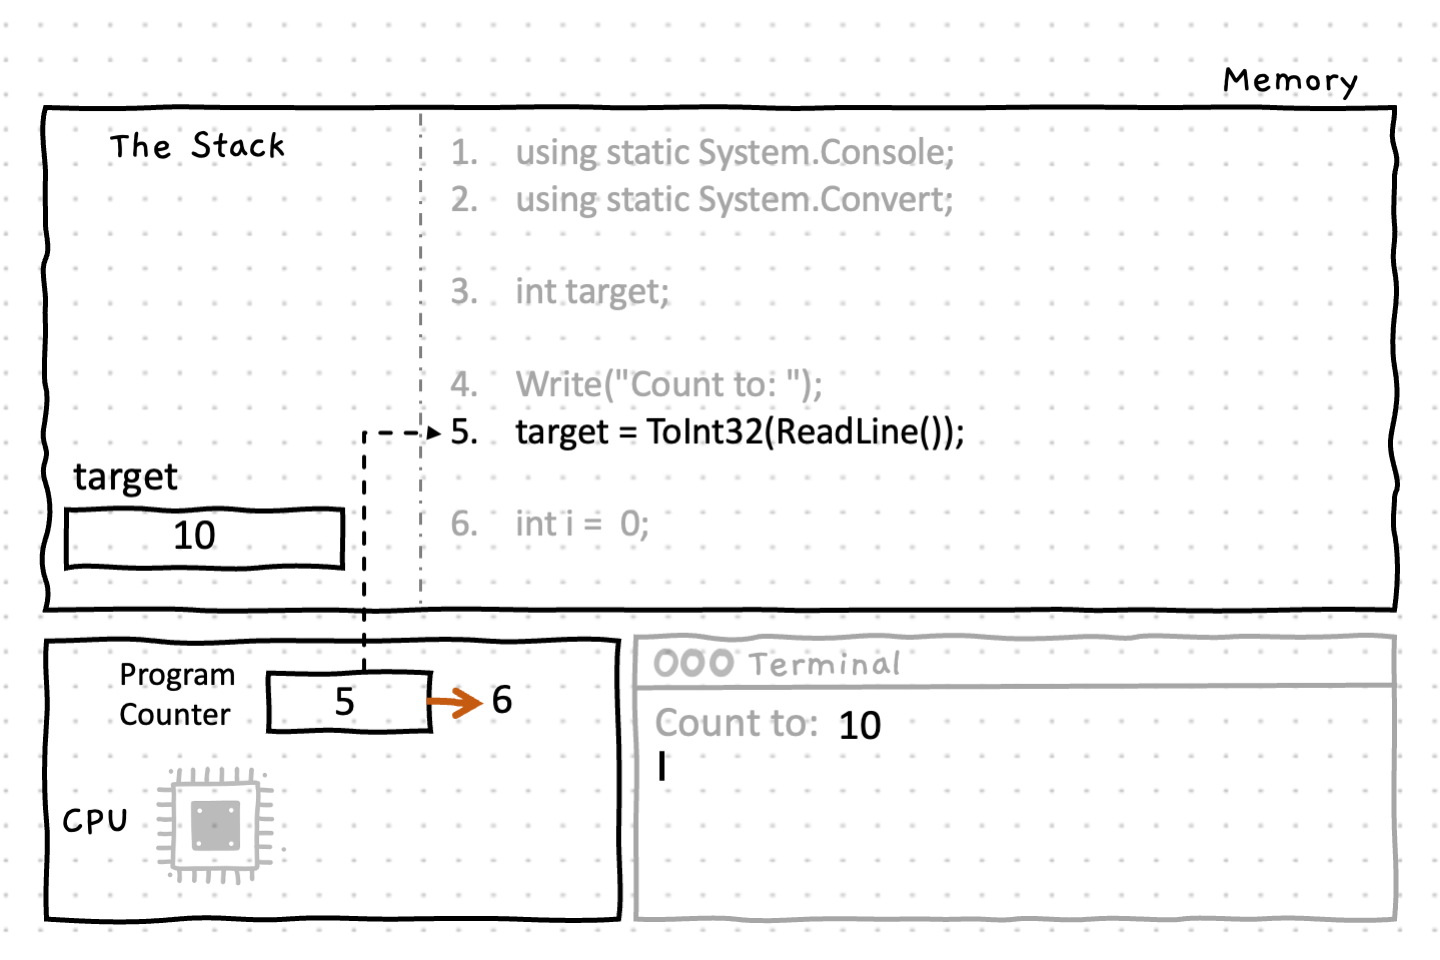 Memory
The Stack
1. using static System.Console;
2. using static System.Convert;
3. int target;
4. Write("Count to: ");
5. target = ToInt32(ReadLine());
6. int i = 0;
target
10
Program
Counter
5
6
CPU
Terminal
Count to: 10